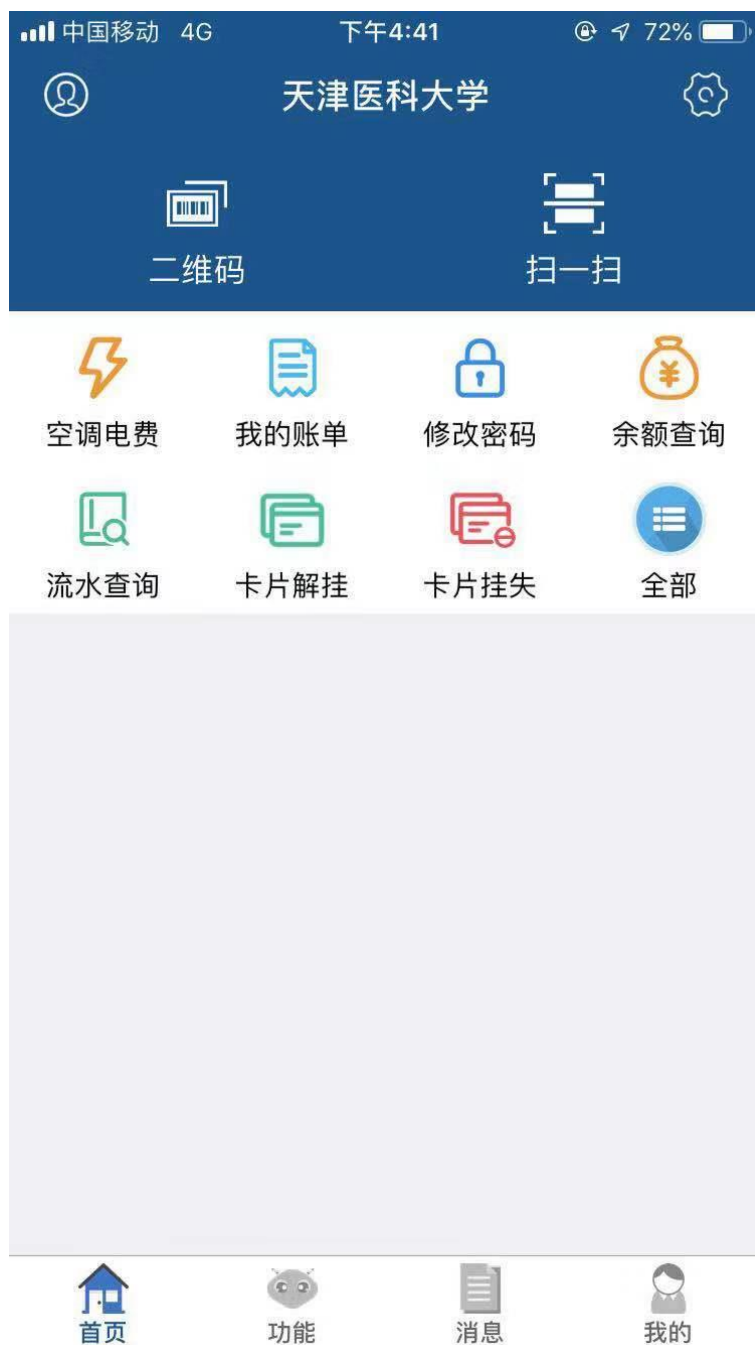 中国移动 4G 下午4:41 72%
天津医科大学
二维码 扫一扫
空调电费 我的账单 修改密码 余额查询
流水查询 卡片解挂 卡片挂失 全部
首页 功能 消息 我的